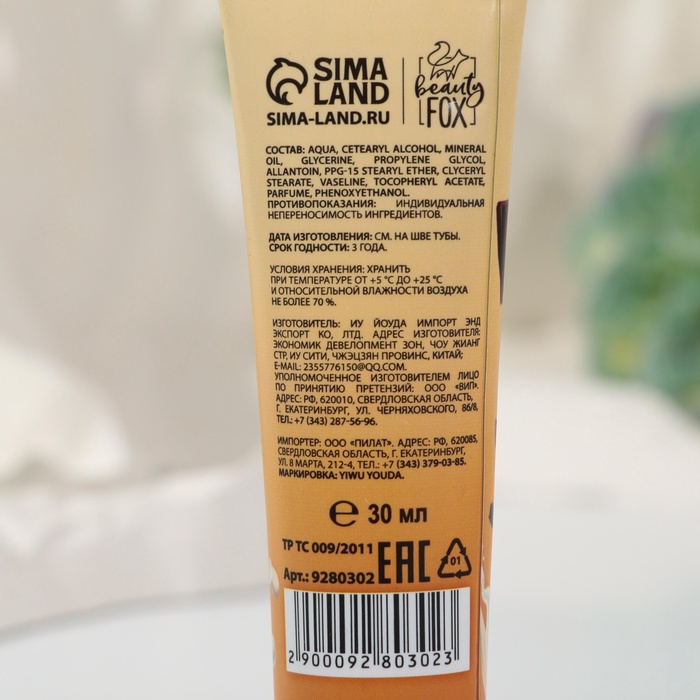 SIMA
LAND
SIMA-LAND.RU
beauty
FOX
СОСТАВ: AQUA, CETEARYL ALCOHOL, MINERAL
OIL, GLYCERINE, PROPYLENE GLYCOL,
ALLANTOIN, PPG-15 STEARYL ETHER, GLYCERYL
STEARATE, VASELINE, TOCOPHERYL ACETATE,
PARFUME, PHENOXYETHANOL.
ПРОТИВОПОКАЗАНИЯ: ИНДИВИДУАЛЬНАЯ
НЕПЕРЕНОСИМОСТЬ ИНГРЕДИЕНТОВ.
ДАТА ИЗГОТОВЛЕНИЯ: СМ. НА ШВЕ ТУБЫ.
СРОК ГОДНОСТИ: 3 ГОДА.
УСЛОВИЯ ХРАНЕНИЯ: ХРАНИТЬ
ПРИ ТЕМПЕРАТУРЕ ОТ +5 °C ДО +25 °C
И ОТНОСИТЕЛЬНОЙ ВЛАЖНОСТИ ВОЗДУХА
НЕ БОЛЕЕ 70 %.
ИЗГОТОВИТЕЛЬ: ИУ ЙОУДА ИМПОРТ ЭНД
ЭКСПОРТ КО, ЛТД. АДРЕС ИЗГОТОВИТЕЛЯ:
ЭКОНОМИК ДЕВЕЛОПМЕНТ ЗОН, ЧОУ ЖИАНГ
СТР, ИУ СИТИ, ЧЖЭЦЗЯН ПРОВИНС, КИТАЙ;
E-MAIL: 2355776150@QQ.COM.
УПОЛНОМОЧЕННОЕ ИЗГОТОВИТЕЛЕМ ЛИЦО
ПО ПРИНЯТИЮ ПРЕТЕНЗИЙ: ООО «ВИП».
АДРЕС: РФ, 620010, СВЕРДЛОВСКАЯ ОБЛАСТЬ,
Г. ЕКАТЕРИНБУРГ, УЛ. ЧЕРНЯХОВСКОГО, 86/8,
ТЕЛ.: +7 (343) 287-56-96.
ИМПОРТЕР: ООО «ПИЛАТ». АДРЕС: РФ, 620085,
СВЕРДЛОВСКАЯ ОБЛАСТЬ, Г. ЕКАТЕРИНБУРГ,
УЛ. 8 МАРТА, 212-4, ТЕЛ.: +7 (343) 379-03-85.
МАРКИРОВКА: YIWU YOUDA.
℮ 30 мл
ТР ТС 009/2011
EAC
01
Арт.: 9280302
2 900092 803023